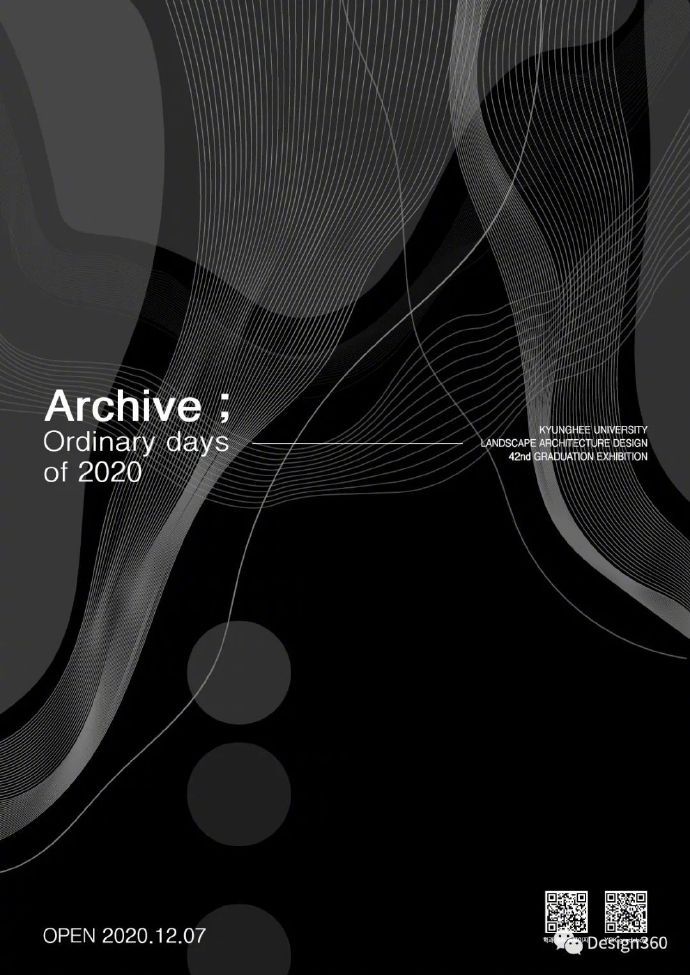 Archive ;
Ordinary days
of 2020
KYUNGHEE UNIVERSITY
LANDSCAPE ARCHITECTURE DESIGN
42nd GRADUATION EXHIBITION
OPEN 2020.12.07
Design360